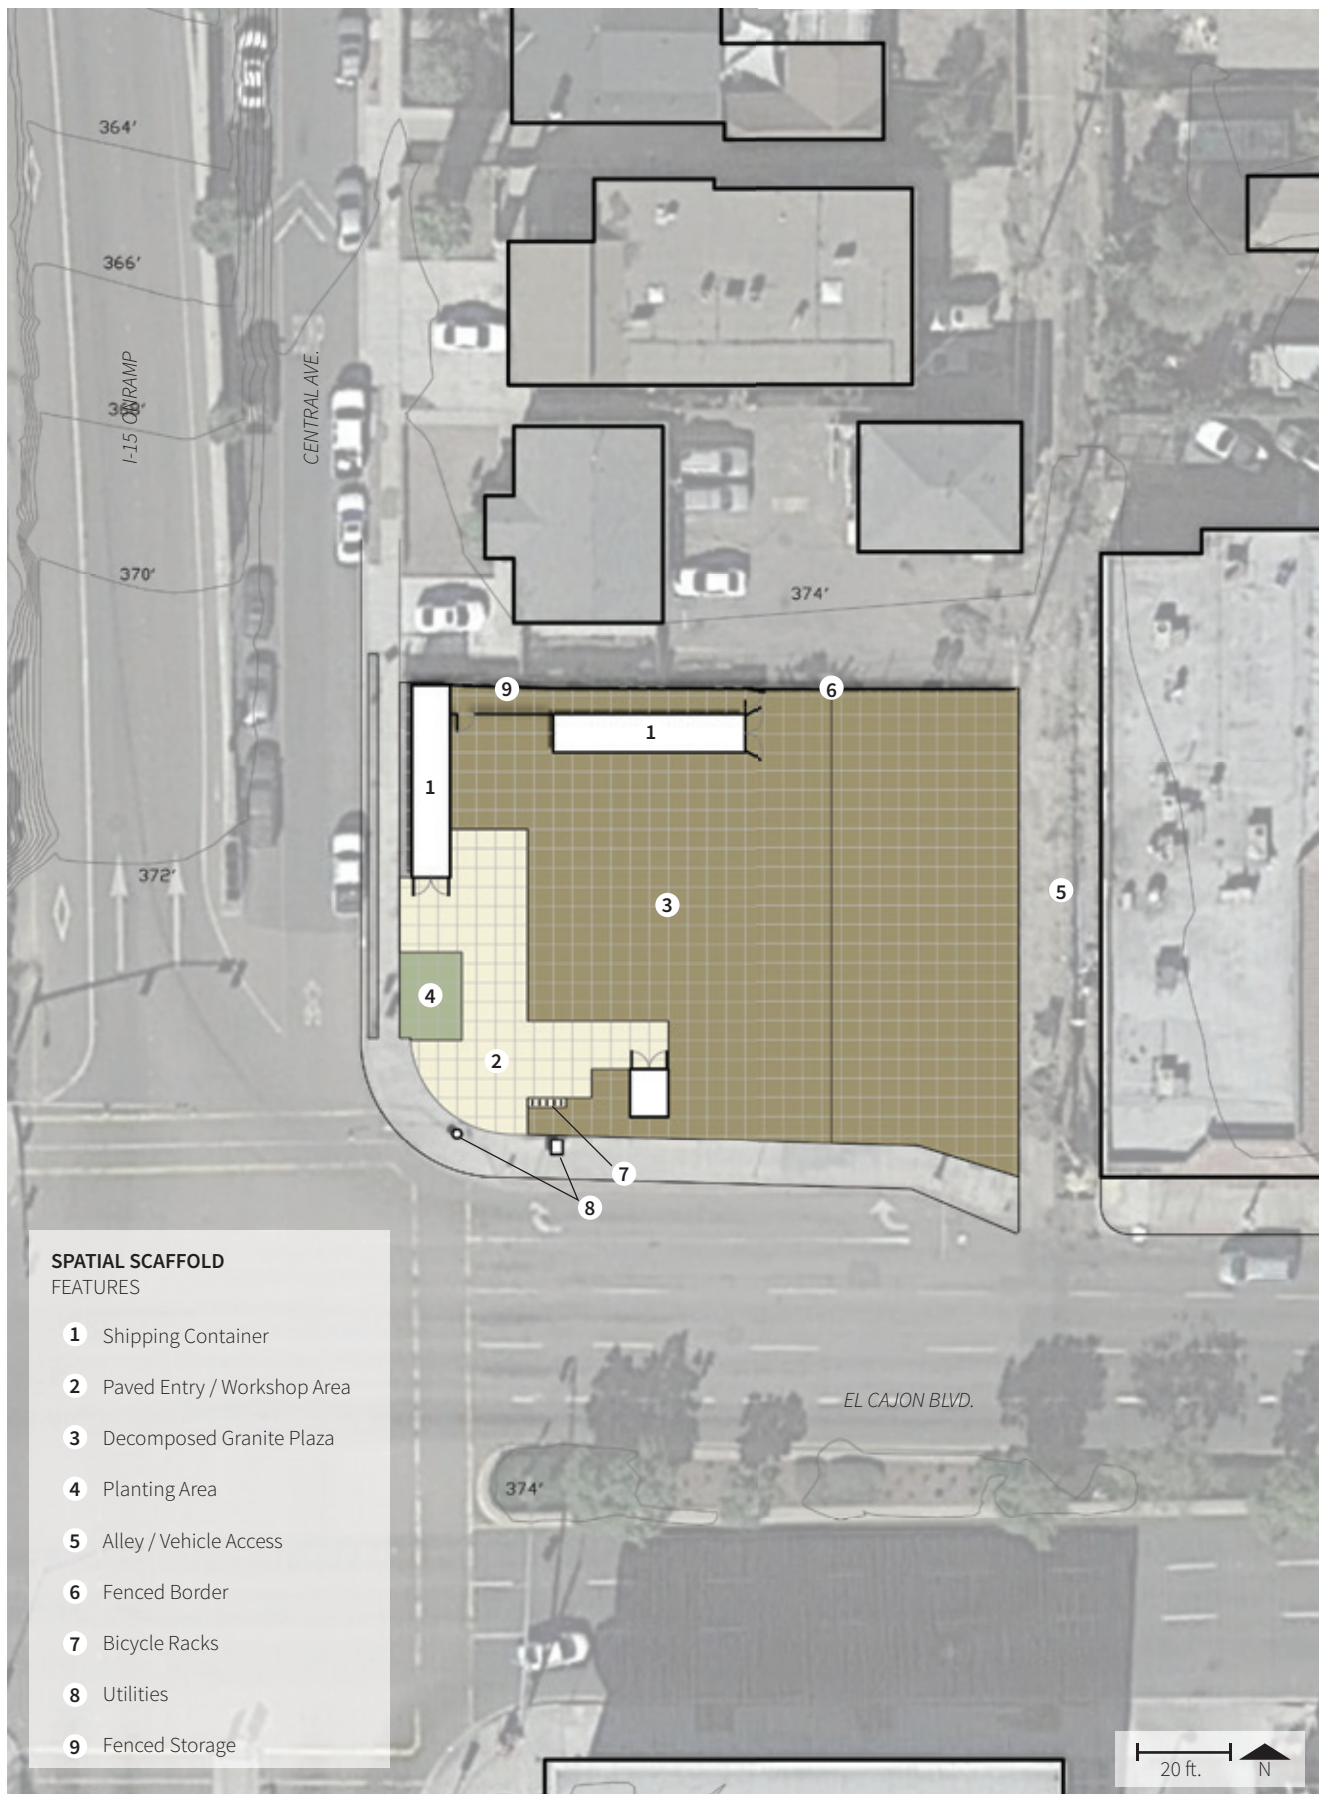 364'
366'
368'
I-15 ONRAMP
CENTRAL AVE.
370'
374'
9
6
1
1
372'
5
3
4
2
7
8
SPATIAL SCAFFOLD
FEATURES
1 Shipping Container
2 Paved Entry / Workshop Area
3 Decomposed Granite Plaza
4 Planting Area
5 Alley / Vehicle Access
6 Fenced Border
7 Bicycle Racks
8 Utilities
9 Fenced Storage
EL CAJON BLVD.
374'
20 ft.
N